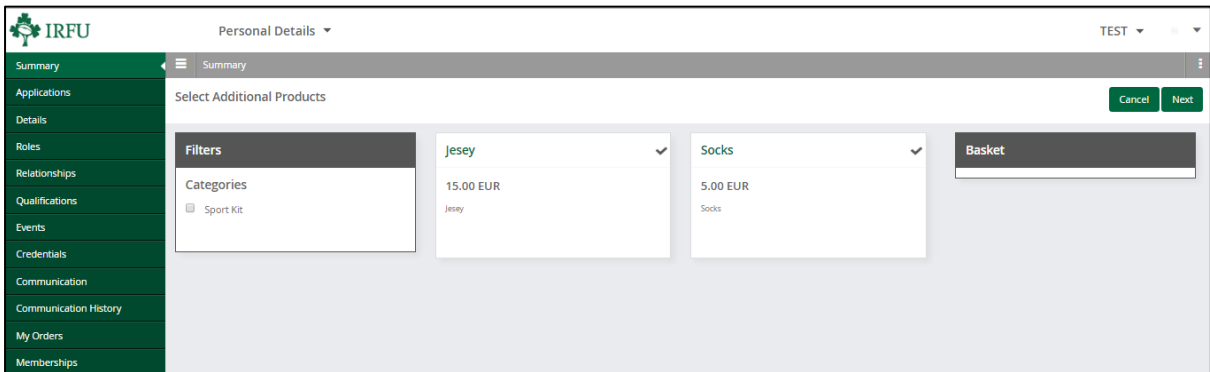 IRFU
Personal Details
TEST
Summary
Summary
Applications
Select Additional Products
Cancel
Next
Details
Roles
Relationships
Qualifications
Events
Credentials
Communication
Communication History
My Orders
Memberships
Filters
Categories
Sport Kit
Jesey
15.00 EUR
Jesey
Socks
5.00 EUR
Socks
Basket